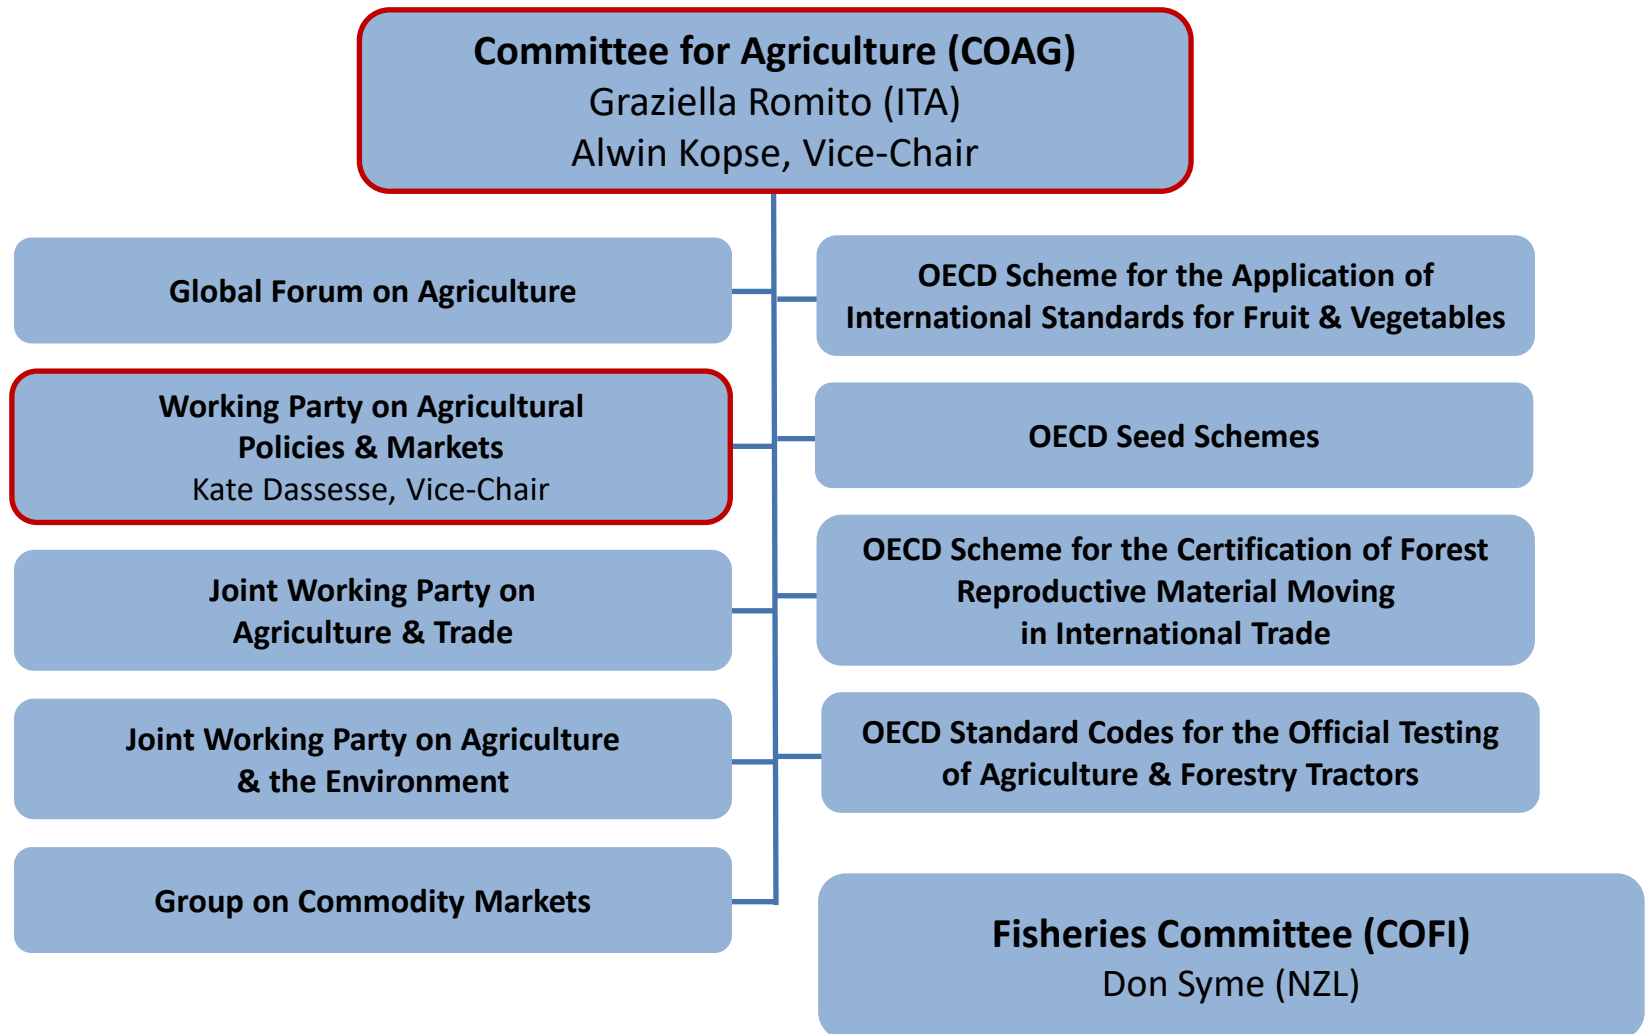 Committee for Agriculture (COAG)
Graziella Romito (ITA)
Alwin Kopse, Vice-Chair
Global Forum on Agriculture
Working Party on Agricultural
Policies & Markets
Kate Dassesse, Vice-Chair
Joint Working Party on
Agriculture & Trade
Joint Working Party on Agriculture
& the Environment
Group on Commodity Markets
OECD Scheme for the Application of
International Standards for Fruit & Vegetables
OECD Seed Schemes
OECD Scheme for the Certification of Forest
Reproductive Material Moving
in International Trade
OECD Standard Codes for the Official Testing
of Agriculture & Forestry Tractors
Fisheries Committee (COFI)
Don Syme (NZL)